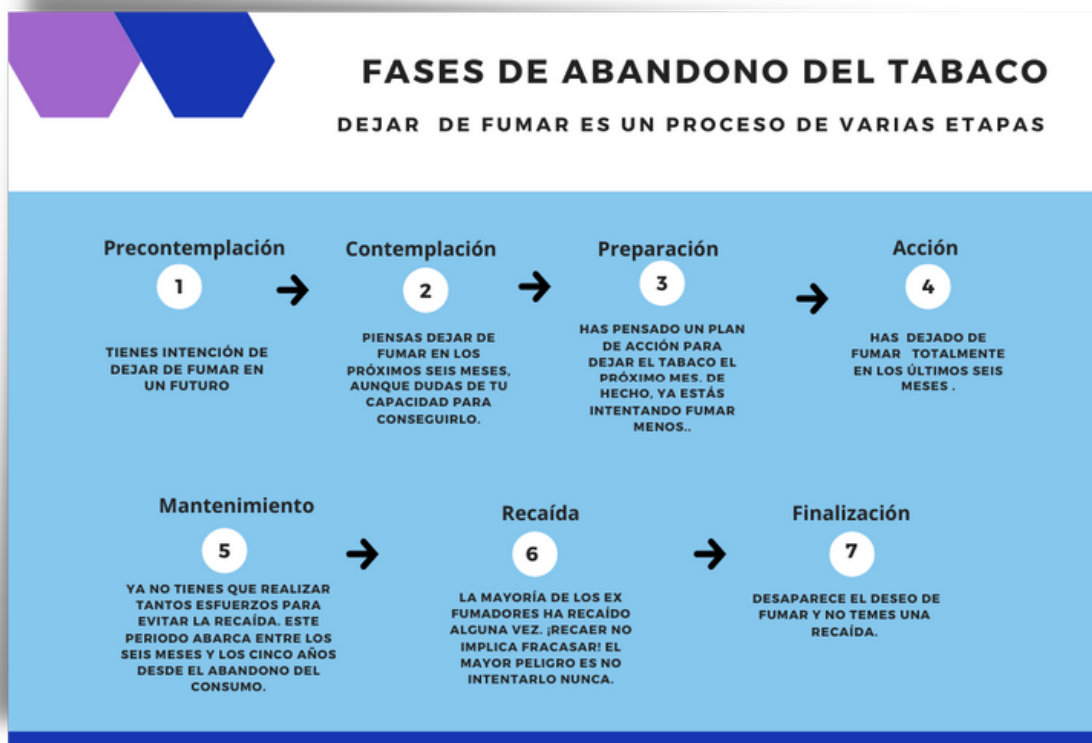 FASES DE ABANDONO DEL TABACO
DEJAR DE FUMAR ES UN PROCESO DE VARIAS ETAPAS
Precontemplación
1
TIENES INTENCIÓN DE
DEJAR DE FUMAR EN
UN FUTURO
Contemplación
2
PIENSAS DEJAR DE
FUMAR EN LOS
PRÓXIMOS SEIS MESES,
AUNQUE DUDAS DE TU
CAPACIDAD PARA
CONSEGUIRLO.
Preparación
3
HAS PENSADO UN PLAN
DE ACCIÓN PARA
DEJAR EL TABACO EL
PRÓXIMO MES. DE
HECHO, YA ESTÁS
INTENTANDO FUMAR
MENOS..
Acción
4
HAS DEJADO DE
FUMAR TOTALMENTE
EN LOS ÚLTIMOS SEIS
MESES .
Mantenimiento
5
YA NO TIENES QUE REALIZAR
TANTOS ESFUERZOS PARA
EVITAR LA RECAÍDA. ESTE
PERIODO ABARCA ENTRE LOS
SEIS MESES Y LOS CINCO AÑOS
DESDE EL ABANDONO DEL
CONSUMO.
Recaída
6
LA MAYORÍA DE LOS EX
FUMADORES HA RECAÍDO
ALGUNA VEZ. ¡RECAER NO
IMPLICA FRACASAR! EL
MAYOR PELIGRO ES NO
INTENTARLO NUNCA.
Finalización
7
DESAPARECE EL DESEO DE
FUMAR Y NO TEMES UNA
RECAÍDA.